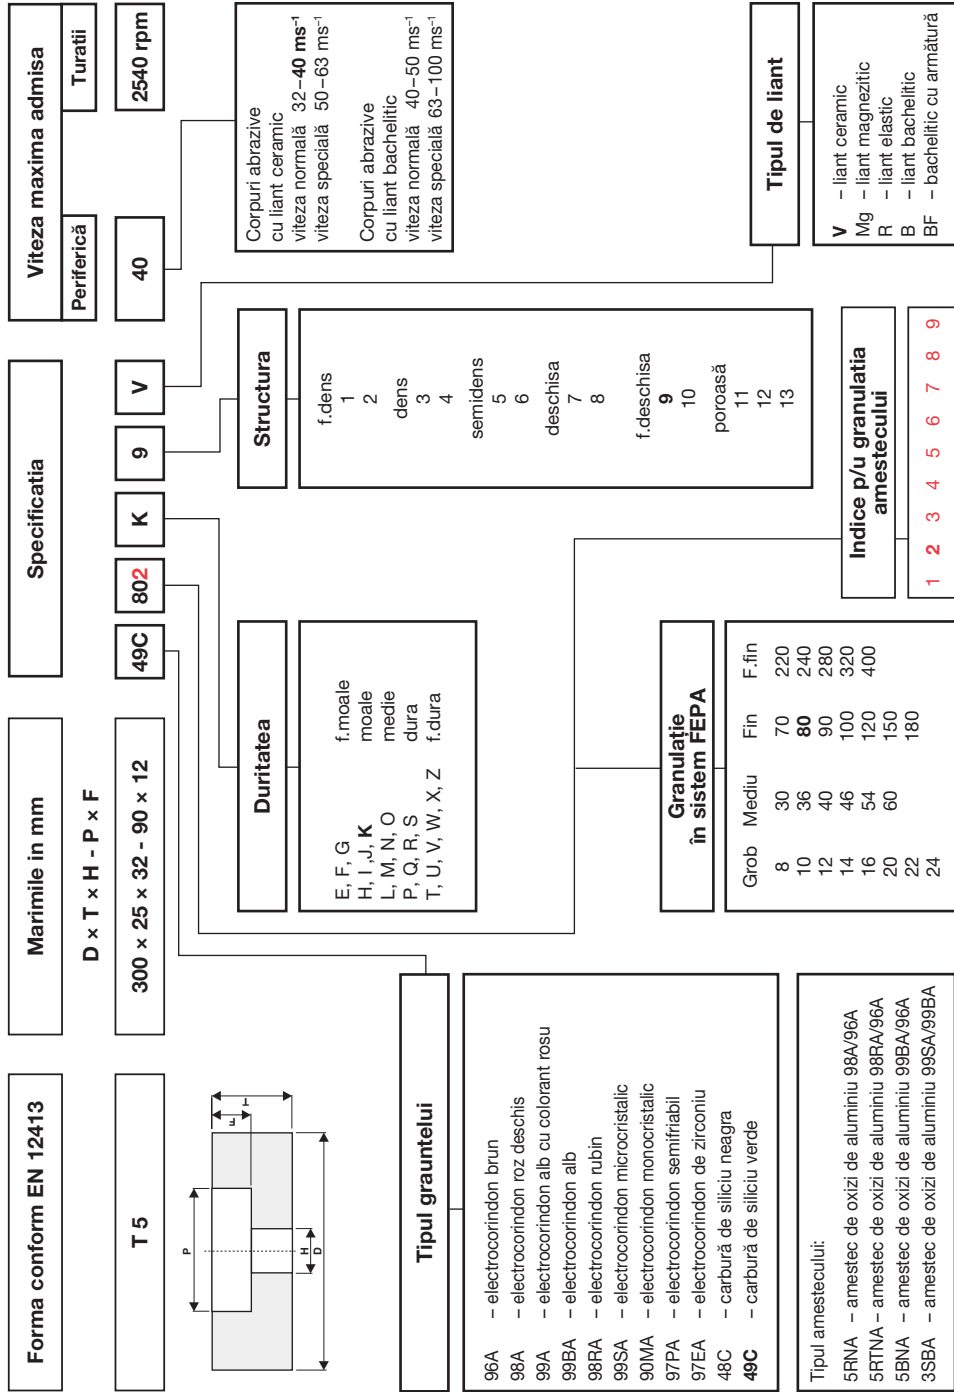 Forma conform EN 12413
Marimile in mm
Specificatia
Viteza maxima admisa
Periferică
Turatii
D × T × H - P × F
T 5
300 × 25 × 32 - 90 × 12
49C
802
K
9
V
40
2540 rpm
P
F
T
H
D
Corpuri abrazive
cu liant ceramic
viteza normală 32–40 ms⁻¹
viteza specială 50–63 ms⁻¹
Corpuri abrazive
cu liant bachelitic
viteza normală 40–50 ms⁻¹
viteza specială 63–100 ms⁻¹
Duritatea
E, F, G f.moale
H, I ,J, K moale
L, M, N, O medie
P, Q, R, S dura
T, U, V, W, X, Z f.dura
Structura
f.dens
1
2
dens
3
4
semidens
5
6
deschisa
7
8
f.deschisa
9
10
poroasă
11
12
13
Tipul grauntelui
96A – electrocorindon brun
98A – electrocorindon roz deschis
99A – electrocorindon alb cu colorant rosu
99BA – electrocorindon alb
98RA – electrocorindon rubin
99SA – electrocorindon microcristalic
90MA – electrocorindon monocristalic
97PA – electrocorindon semifriabil
97EA – electrocorindon de zirconiu
48C – carbură de siliciu neagra
49C – carbură de siliciu verde
Granulație
în sistem FEPA
Grob Mediu Fin F.fin
8 30 70 220
10 36 80 240
12 40 90 280
14 46 100 320
16 54 120 400
20 60 150
22 180
24
Indice p/u granulatia
amestecului
1 2 3 4 5 6 7 8 9
Tipul de liant
V – liant ceramic
Mg – liant magnezitic
R – liant elastic
B – liant bachelitic
BF – bachelitic cu armătură
Tipul amestecului:
5RNA – amestec de oxizi de aluminiu 98A/96A
5RTNA – amestec de oxizi de aluminiu 98RA/96A
5BNA – amestec de oxizi de aluminiu 99BA/96A
3SBA – amestec de oxizi de aluminiu 99SA/99BA